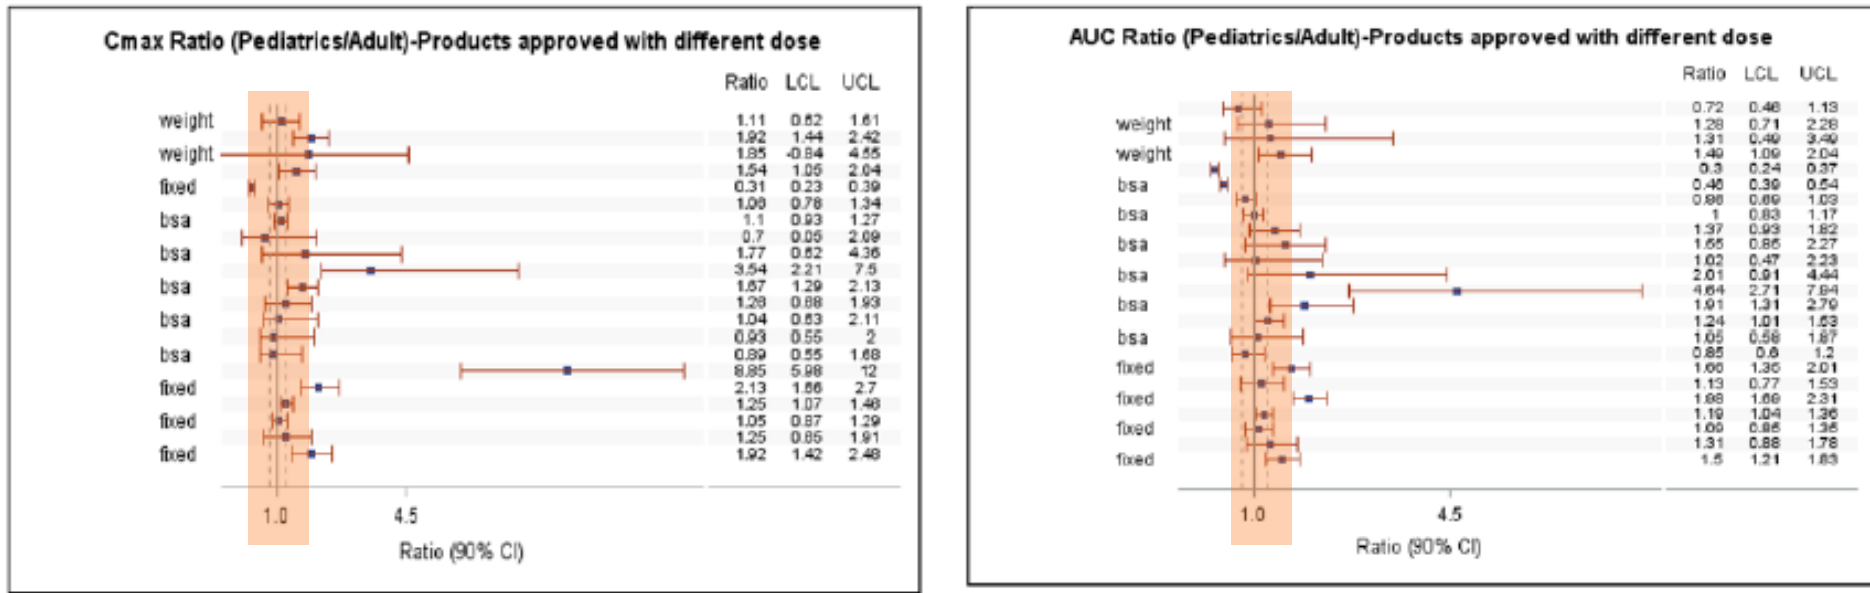 Cmax Ratio (Pediatrics/Adult)-Products approved with different dose
Ratio LCL UCL
weight 1.11 0.62 1.61
1.92 1.44 2.42
weight 1.85 -0.84 4.55
1.54 1.05 2.04
fixed 0.31 0.23 0.39
1.06 0.78 1.34
bsa 1.1 0.93 1.27
0.7 0.05 2.09
bsa 1.77 0.62 4.36
3.54 2.21 7.5
bsa 1.67 1.29 2.13
1.26 0.68 1.93
bsa 1.04 0.63 2.11
0.93 0.55 2
bsa 0.89 0.55 1.68
8.85 5.98 12
fixed 2.13 1.66 2.7
1.25 1.07 1.46
fixed 1.05 0.87 1.29
1.25 0.65 1.91
fixed 1.92 1.42 2.48
1.0 4.5
Ratio (90% CI)
AUC Ratio (Pediatrics/Adult)-Products approved with different dose
Ratio LCL UCL
0.72 0.46 1.13
weight 1.28 0.71 2.28
1.31 0.49 3.49
weight 1.49 1.09 2.04
0.3 0.24 0.37
bsa 0.46 0.39 0.54
0.86 0.69 1.03
bsa 1 0.83 1.17
1.37 0.93 1.82
bsa 1.55 0.85 2.27
1.02 0.47 2.23
bsa 2.01 0.91 4.44
4.64 2.71 7.94
bsa 1.91 1.31 2.79
1.24 1.01 1.53
bsa 1.05 0.58 1.87
0.85 0.6 1.2
fixed 1.66 1.35 2.01
1.13 0.77 1.53
fixed 1.98 1.69 2.31
1.19 1.04 1.36
fixed 1.09 0.85 1.35
1.31 0.88 1.78
fixed 1.5 1.21 1.83
1.0 4.5
Ratio (90% CI)